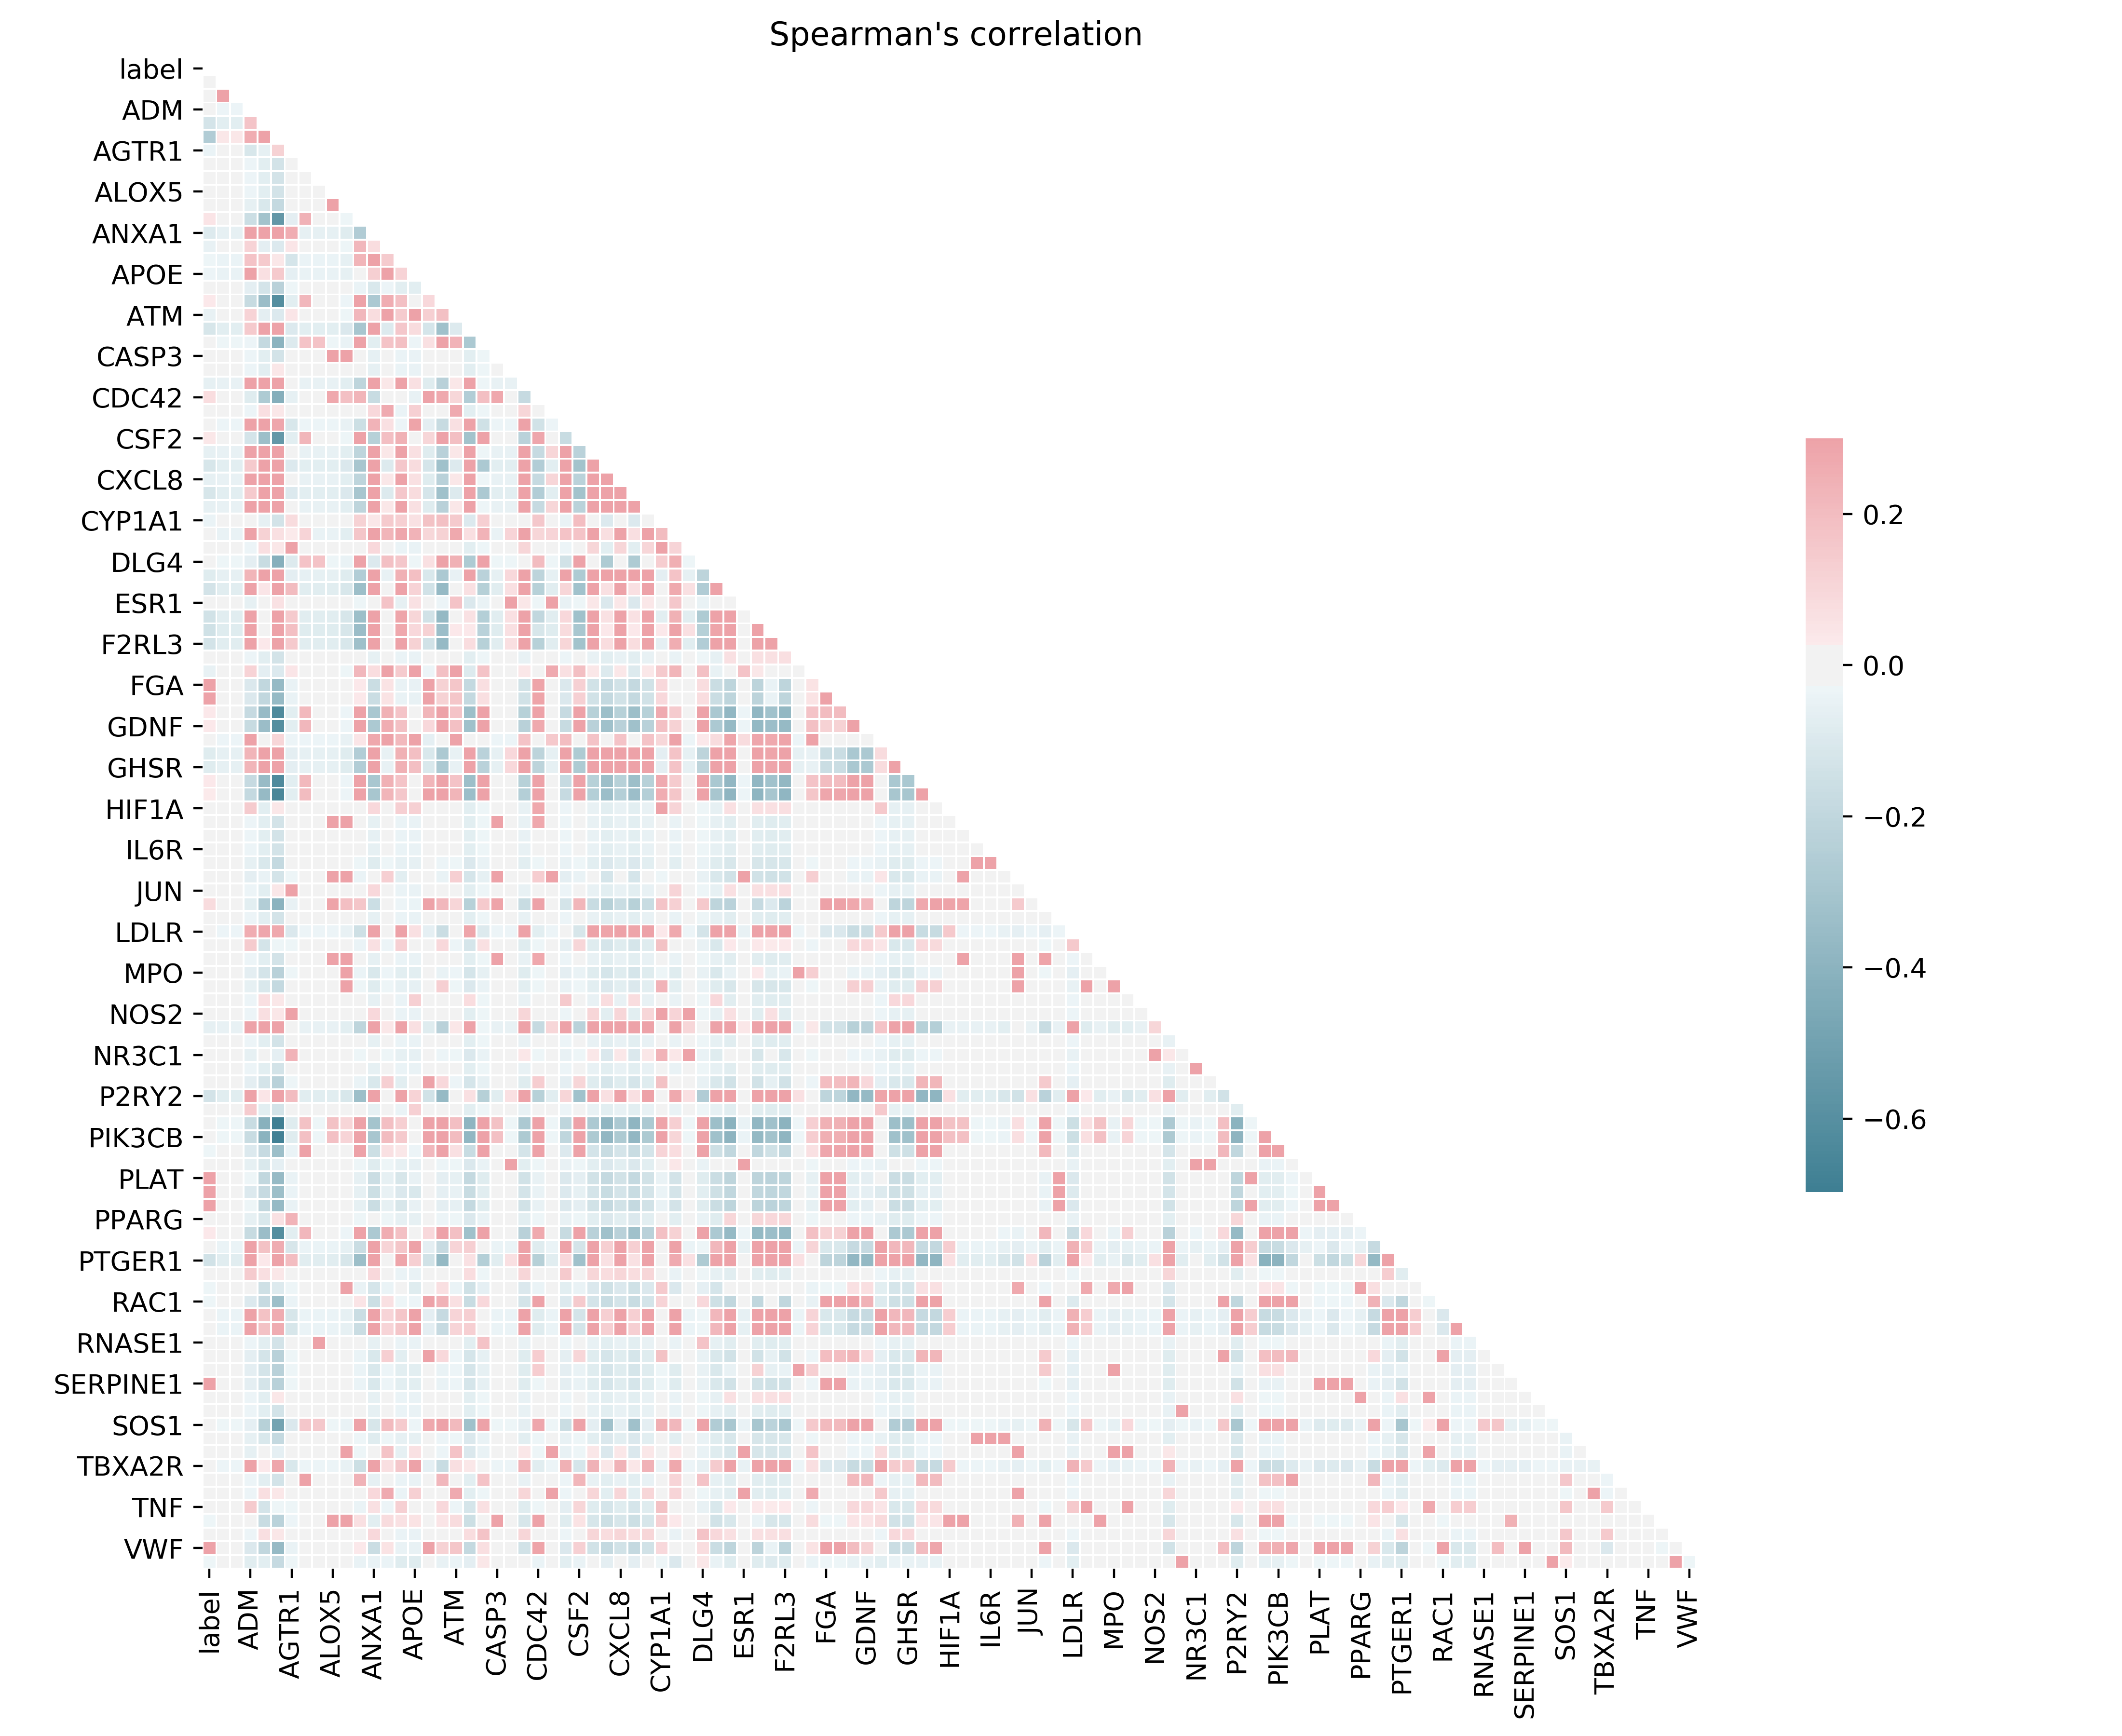 Spearman's correlation
label
ADM
AGTR1
ALOX5
ANXA1
APOE
ATM
CASP3
CDC42
CSF2
CXCL8
CYP1A1
DLG4
ESR1
F2RL3
FGA
GDNF
GHSR
HIF1A
IL6R
JUN
LDLR
MPO
NOS2
NR3C1
P2RY2
PIK3CB
PLAT
PPARG
PTGER1
RAC1
RNASE1
SERPINE1
SOS1
TBXA2R
TNF
VWF
label
ADM
AGTR1
ALOX5
ANXA1
APOE
ATM
CASP3
CDC42
CSF2
CXCL8
CYP1A1
DLG4
ESR1
F2RL3
FGA
GDNF
GHSR
HIF1A
IL6R
JUN
LDLR
MPO
NOS2
NR3C1
P2RY2
PIK3CB
PLAT
PPARG
PTGER1
RAC1
RNASE1
SERPINE1
SOS1
TBXA2R
TNF
VWF
0.2
0.0
−0.2
−0.4
−0.6